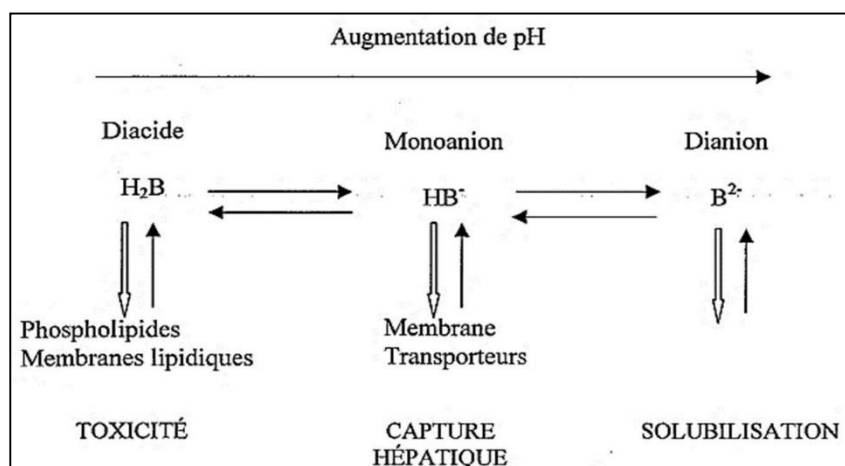 Augmentation de pH
Diacide
Monoanion
Dianion
H₂B
HB⁻
B²⁻
Phospholipides
Membranes lipidiques
Membrane
Transporteurs
TOXICITÉ
CAPTURE
HÉPATIQUE
SOLUBILISATION